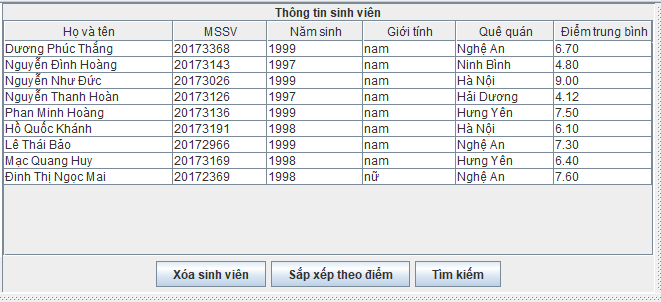 Thông tin sinh viên
Họ và tên MSSV Năm sinh Giới tính Quê quán Điểm trung bình
Dương Phúc Thắng 20173368 1999 nam Nghệ An 6.70
Nguyễn Đình Hoàng 20173143 1997 nam Ninh Bình 4.80
Nguyễn Như Đức 20173026 1999 nam Hà Nội 9.00
Nguyễn Thanh Hoàn 20173126 1997 nam Hải Dương 4.12
Phan Minh Hoàng 20173136 1999 nam Hưng Yên 7.50
Hồ Quốc Khánh 20173191 1998 nam Hà Nội 6.10
Lê Thái Bảo 20172966 1999 nam Nghệ An 7.30
Mạc Quang Huy 20173169 1998 nam Hưng Yên 6.40
Đinh Thị Ngọc Mai 20172369 1998 nữ Nghệ An 7.60
Xóa sinh viên Sắp xếp theo điểm Tìm kiếm